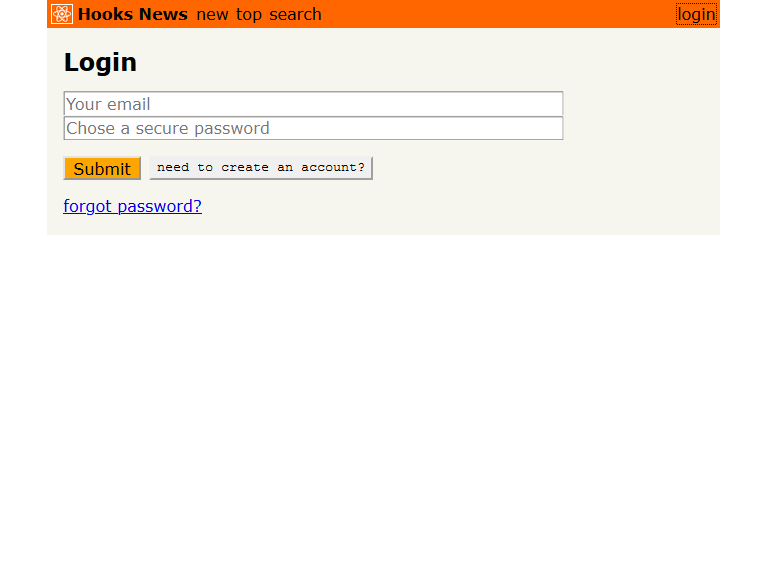 Hooks News new top search login
Login
Your email
Chose a secure password
Submit need to create an account?
forgot password?